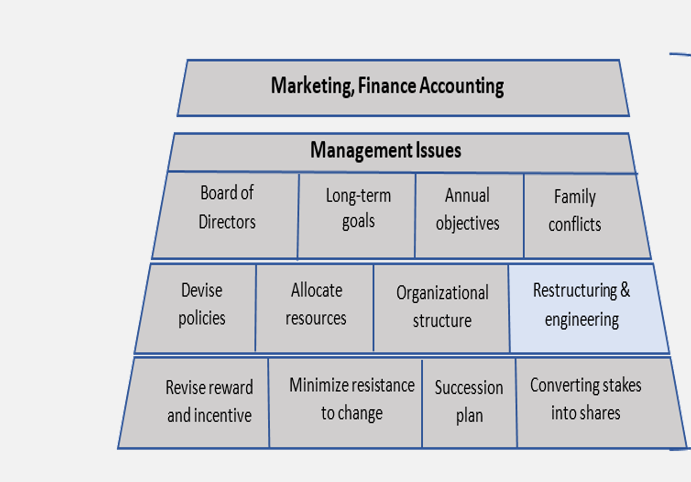 Marketing, Finance Accounting
Management Issues
Board of
Directors
Long-term
goals
Annual
objectives
Family
conflicts
Devise
policies
Allocate
resources
Organizational
structure
Restructuring &
engineering
Revise reward
and incentive
Minimize resistance
to change
Succession
plan
Converting stakes
into shares